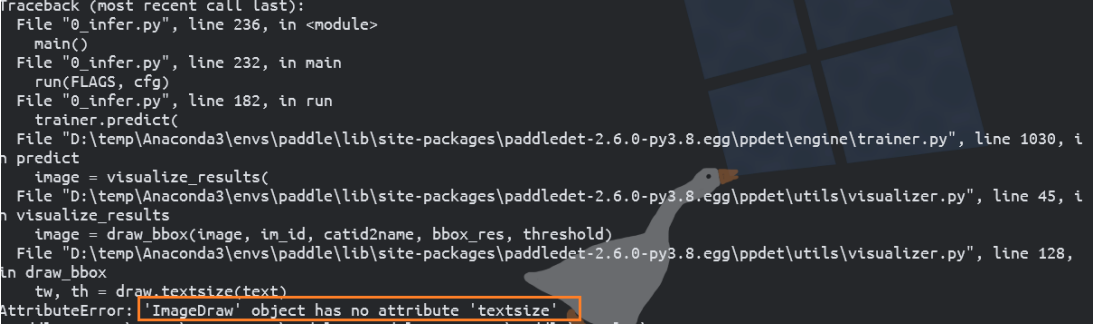 Traceback (most recent call last):
  File "0_infer.py", line 236, in <module>
    main()
  File "0_infer.py", line 232, in main
    run(FLAGS, cfg)
  File "0_infer.py", line 182, in run
    trainer.predict(
  File "D:\temp\Anaconda3\envs\paddle\lib\site-packages\paddledet-2.6.0-py3.8.egg\ppdet\engine\trainer.py", line 1030, i
n predict
    image = visualize_results(
  File "D:\temp\Anaconda3\envs\paddle\lib\site-packages\paddledet-2.6.0-py3.8.egg\ppdet\utils\visualizer.py", line 45, i
n visualize_results
    image = draw_bbox(image, im_id, catid2name, bbox_res, threshold)
  File "D:\temp\Anaconda3\envs\paddle\lib\site-packages\paddledet-2.6.0-py3.8.egg\ppdet\utils\visualizer.py", line 128,
in draw_bbox
    tw, th = draw.textsize(text)
AttributeError: 'ImageDraw' object has no attribute 'textsize'